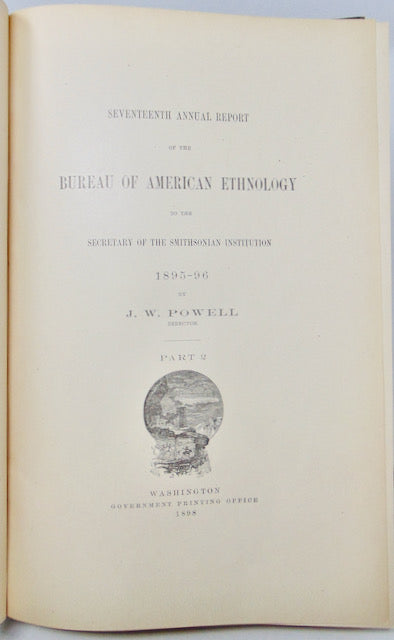 SEVENTEENTH ANNUAL REPORT
OF THE
BUREAU OF AMERICAN ETHNOLOGY
TO THE
SECRETARY OF THE SMITHSONIAN INSTITUTION
1895-96
BY
J. W. POWELL
DIRECTOR
PART 2
WASHINGTON
GOVERNMENT PRINTING OFFICE
1898